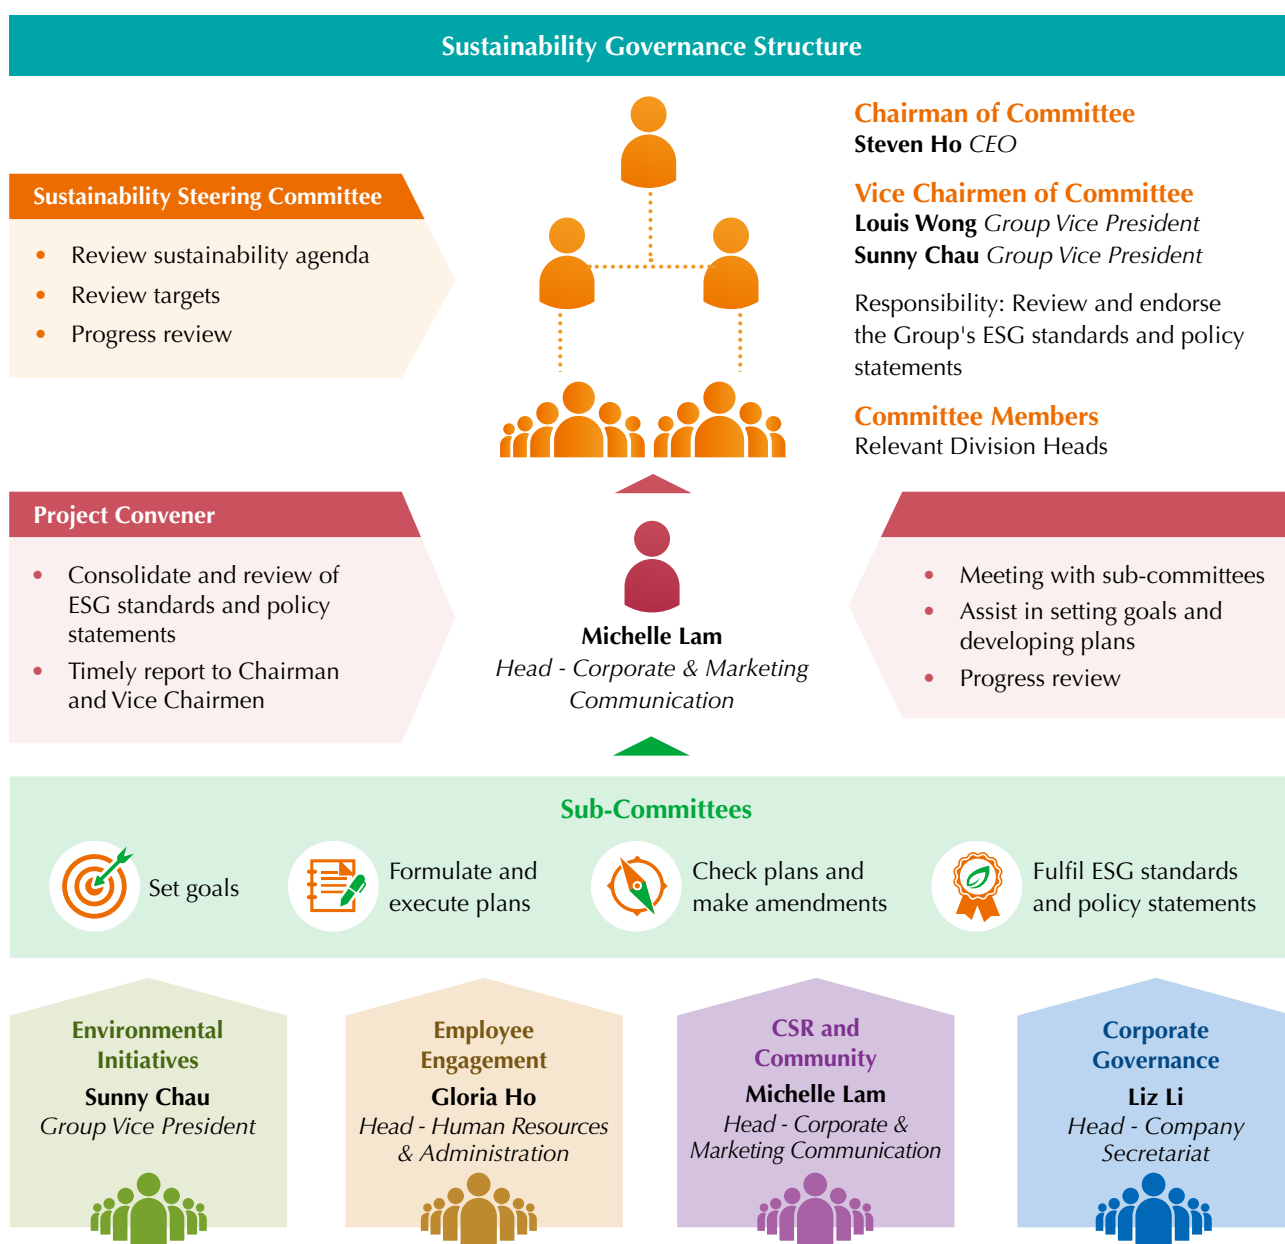 Sustainability Governance Structure
Sustainability Steering Committee
• Review sustainability agenda
• Review targets
• Progress review
Chairman of Committee
Steven Ho CEO
Vice Chairmen of Committee
Louis Wong Group Vice President
Sunny Chau Group Vice President
Responsibility: Review and endorse
the Group's ESG standards and policy
statements
Committee Members
Relevant Division Heads
Project Convener
• Consolidate and review of
ESG standards and policy
statements
• Timely report to Chairman
and Vice Chairmen
Michelle Lam
Head - Corporate & Marketing
Communication
• Meeting with sub-committees
• Assist in setting goals and
developing plans
• Progress review
Sub-Committees
Set goals
Formulate and
execute plans
Check plans and
make amendments
Fulfil ESG standards
and policy statements
Environmental
Initiatives
Sunny Chau
Group Vice President
Employee
Engagement
Gloria Ho
Head - Human Resources
& Administration
CSR and
Community
Michelle Lam
Head - Corporate &
Marketing Communication
Corporate
Governance
Liz Li
Head - Company
Secretariat